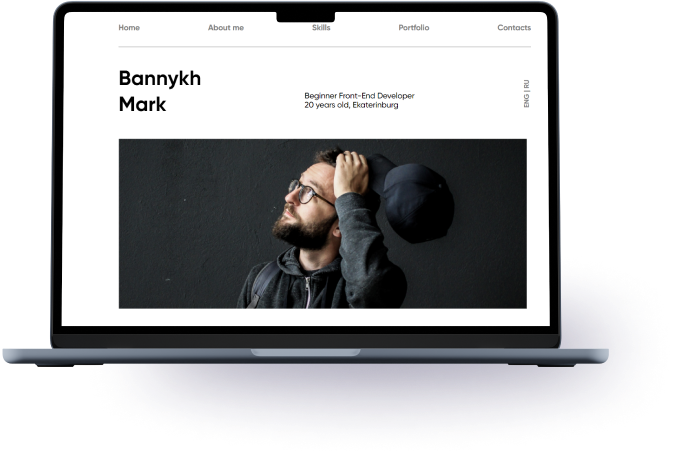 Home About me Skills Portfolio Contacts
Bannykh
Mark
Beginner Front-End Developer
20 years old, Ekaterinburg
ENG | RU